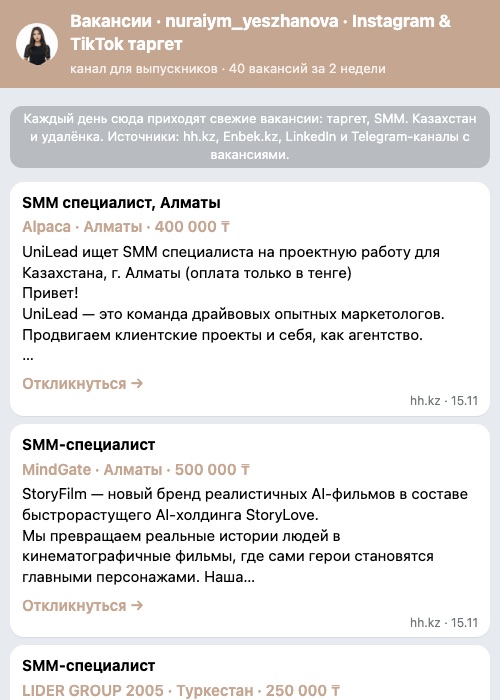 Вакансии · nuraiym_yeszhanova · Instagram &
TikTok таргет
канал для выпускников · 40 вакансий за 2 недели
Каждый день сюда приходят свежие вакансии: таргет, SMM. Казахстан
и удалёнка. Источники: hh.kz, Enbek.kz, LinkedIn и Telegram-каналы с
вакансиями.
SMM специалист, Алматы
Alpaca · Алматы · 400 000 ₸
UniLead ищет SMM специалиста на проектную работу для
Казахстана, г. Алматы (оплата только в тенге)
Привет!
UniLead — это команда драйвовых опытных маркетологов.
Продвигаем клиентские проекты и себя, как агентство.
...
Откликнуться →
hh.kz · 15.11
SMM-специалист
MindGate · Алматы · 500 000 ₸
StoryFilm — новый бренд реалистичных AI-фильмов в составе
быстрорастущего AI-холдинга StoryLove.
Мы превращаем реальные истории людей в
кинематографичные фильмы, где сами герои становятся
главными персонажами. Наша...
Откликнуться →
hh.kz · 15.11
SMM-специалист
LIDER GROUP 2005 · Туркестан · 250 000 ₸